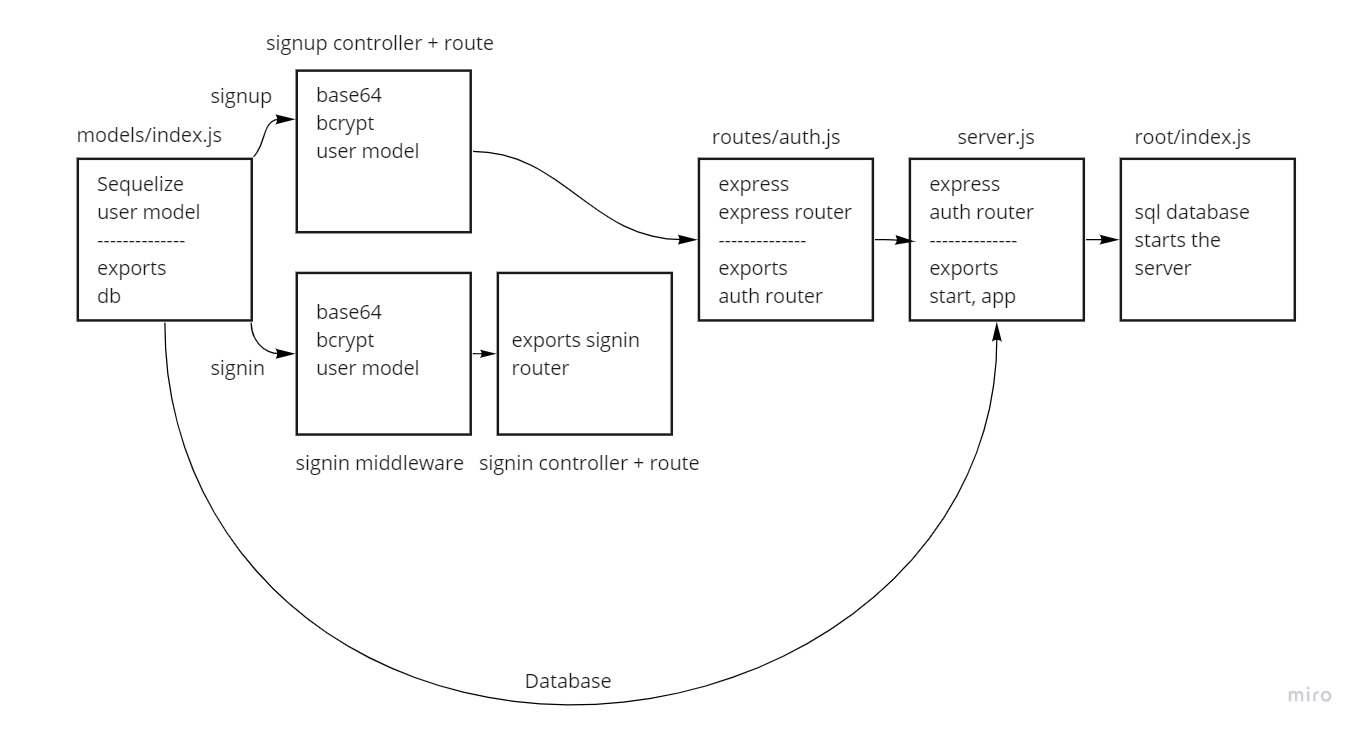 signup controller + route
signup
base64
bcrypt
user model
models/index.js
Sequelize
user model
--------------
exports
db
signin
base64
bcrypt
user model
signin middleware
exports signin
router
signin controller + route
routes/auth.js
express
express router
--------------
exports
auth router
server.js
express
auth router
--------------
exports
start, app
root/index.js
sql database
starts the
server
Database
miro